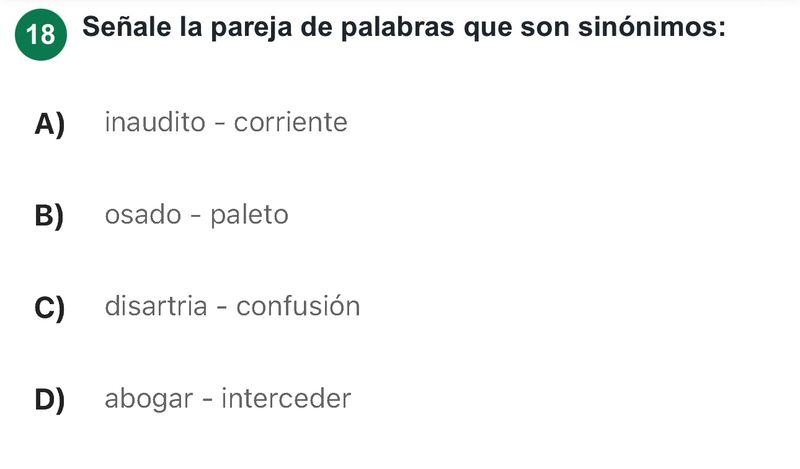 18 Señale la pareja de palabras que son sinónimos:
A) inaudito - corriente
B) osado - paleto
C) disartria - confusión
D) abogar - interceder